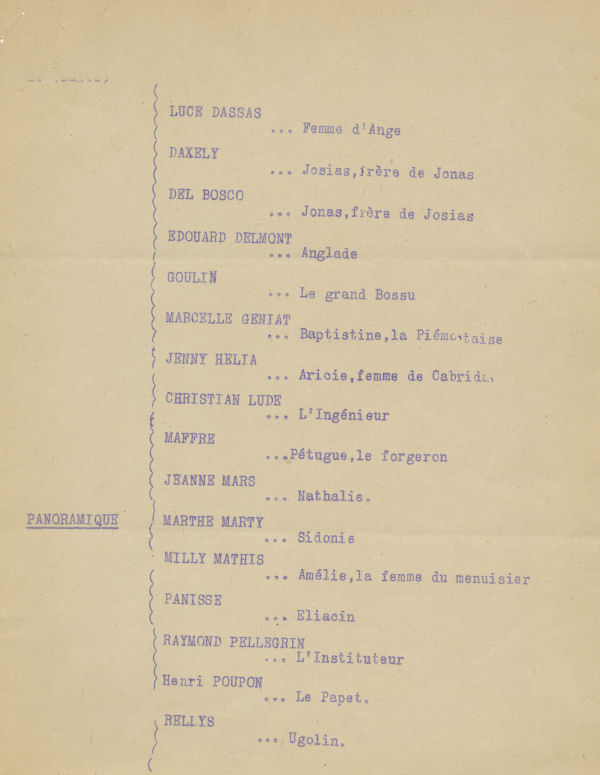 LUCE DASSAS
... Femme d'Ange
DAXELY
... Josias,frère de Jonas
DEL BOSCO
... Jonas,frère de Josias
EDOUARD DELMONT
... Anglade
GOULIN
... Le grand Bossu
MARCELLE GENIAT
... Baptistine,la Piémontaise
JENNY HELIA
... Aricie,femme de Cabridan
CHRISTIAN LUDE
... L'Ingénieur
MAFFRE
...Pétugue,le forgeron
JEANNE MARS
... Nathalie.
PANORAMIQUE
MARTHE MARTY
... Sidonie
MILLY MATHIS
... Amélie,la femme du menuisier
PANISSE
... Eliacin
RAYMOND PELLEGRIN
... L'Instituteur
Henri POUPON
... Le Papet.
RELLYS
... Ugolin.